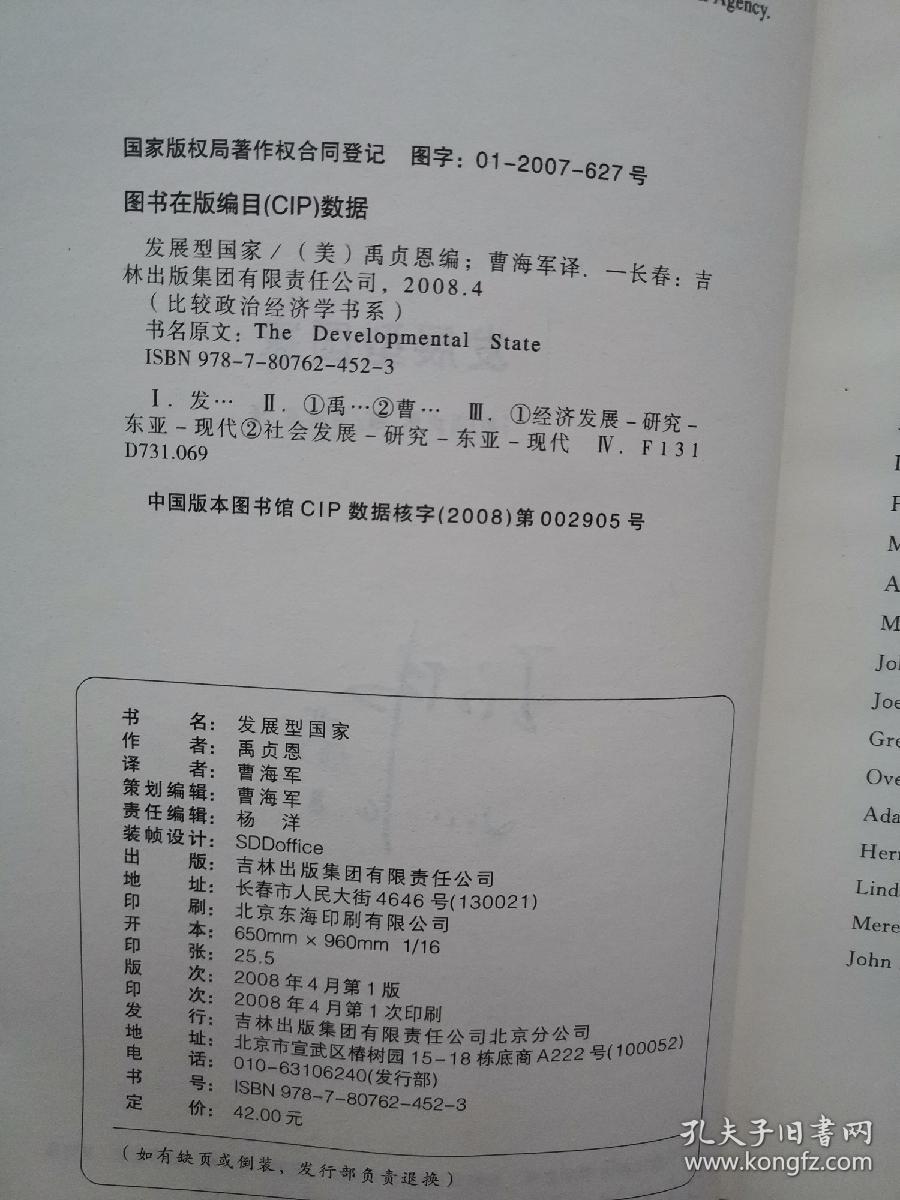 Agency.
国家版权局著作权合同登记 图字：01-2007-627号
图书在版编目(CIP)数据
发展型国家/（美）禹贞恩编；曹海军译．一长春：吉
林出版集团有限责任公司，2008.4
（比较政治经济学书系）
书名原文：The Developmental State
ISBN 978-7-80762-452-3
Ⅰ．发… Ⅱ．①禹…②曹… Ⅲ．①经济发展－研究－
东亚－现代②社会发展－研究－东亚－现代 Ⅳ．F131
D731.069
中国版本图书馆CIP数据核字(2008)第002905号
书 名：发展型国家
作 者：禹贞恩
译 者：曹海军
策划编辑：曹海军
责任编辑：杨 洋
装帧设计：SDDoffice
出 版：吉林出版集团有限责任公司
地 址：长春市人民大街4646号(130021)
印 刷：北京东海印刷有限公司
开 本：650mm×960mm 1/16
印 张：25.5
版 次：2008年4月第1版
印 次：2008年4月第1次印刷
发 行：吉林出版集团有限责任公司北京分公司
地 址：北京市宣武区椿树园15-18栋底商A222号(100052)
电 话：010-63106240(发行部)
书 号：ISBN 978-7-80762-452-3
定 价：42.00元
（如有缺页或倒装，发行部负责退换）
M
A
M
Joh
Joe
Gre
Ove
Ada
Herr
Lind
Mere
John
孔夫子旧书网
www.kongfz.com